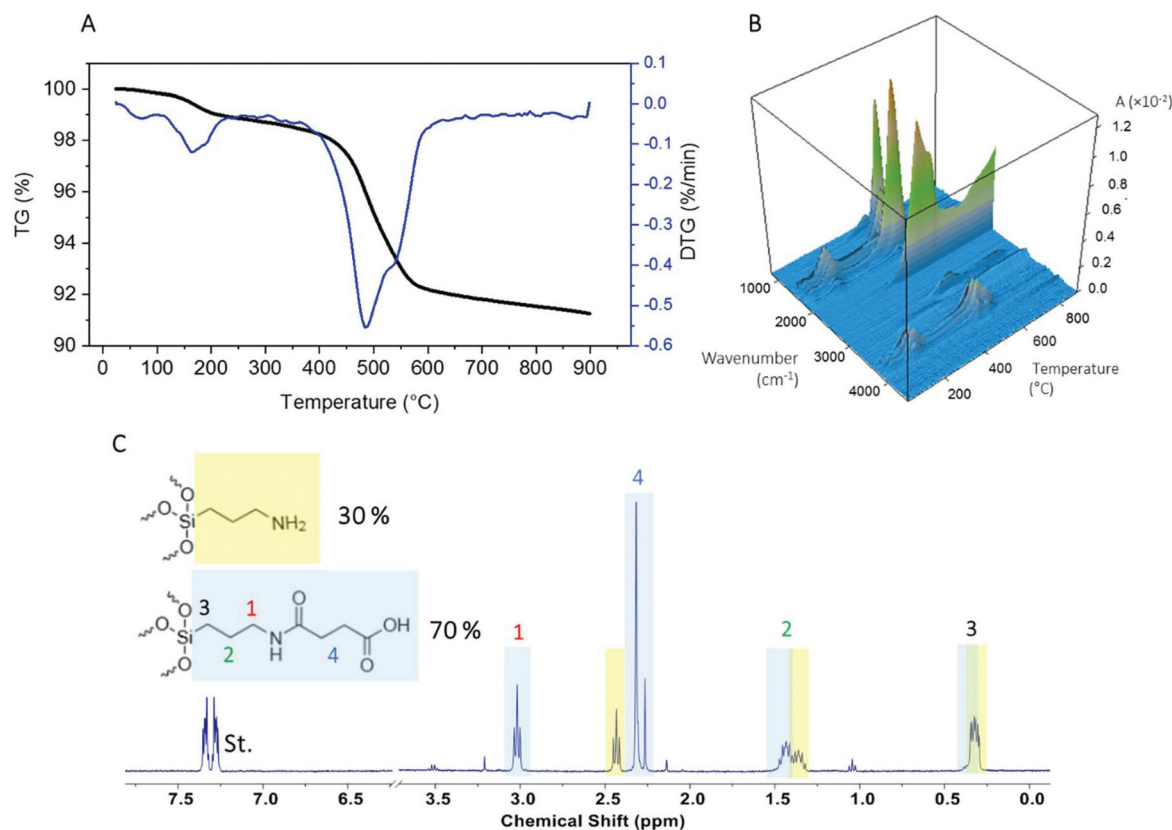 A
TG (%)
100
98
96
94
92
90
0 100 200 300 400 500 600 700 800 900
Temperature (°C)
0.1
0.0
-0.1
-0.2
-0.3
-0.4
-0.5
-0.6
DTG (%/min)
B
A (×10-2)
1.2
1.0
0.8
0.6
0.4
0.2
0.0
1000
2000
3000
4000
Wavenumber
(cm-1)
200
400
600
800
Temperature
(°C)
C
O
O
Si
O
NH2
30 %
O
O
Si
O
3
1
2
N
H
O
4
O
OH
70 %
St.
1
4
2
3
7.5 7.0 6.5 3.5 3.0 2.5 2.0 1.5 1.0 0.5 0.0
Chemical Shift (ppm)